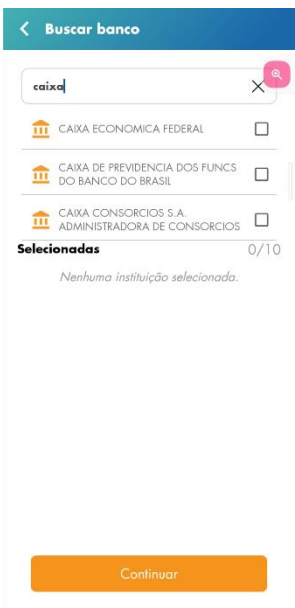 Buscar banco
caixa
CAIXA ECONOMICA FEDERAL
CAIXA DE PREVIDENCIA DOS FUNCS
DO BANCO DO BRASIL
CAIXA CONSORCIOS S.A.
ADMINISTRADORA DE CONSORCIOS
Selecionadas 0/10
Nenhuma instituição selecionada.
Continuar